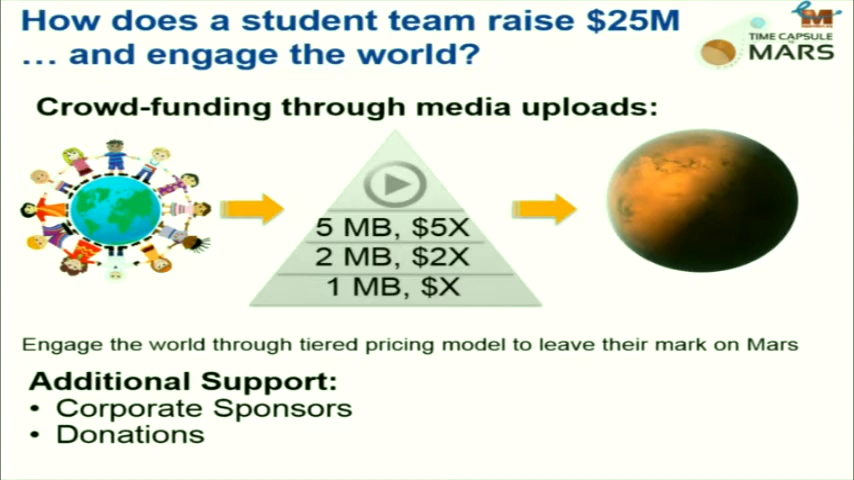 How does a student team raise $25M
… and engage the world?
TIME CAPSULE
TO
MARS
Crowd-funding through media uploads:
5 MB, $5X
2 MB, $2X
1 MB, $X
Engage the world through tiered pricing model to leave their mark on Mars
Additional Support:
• Corporate Sponsors
• Donations